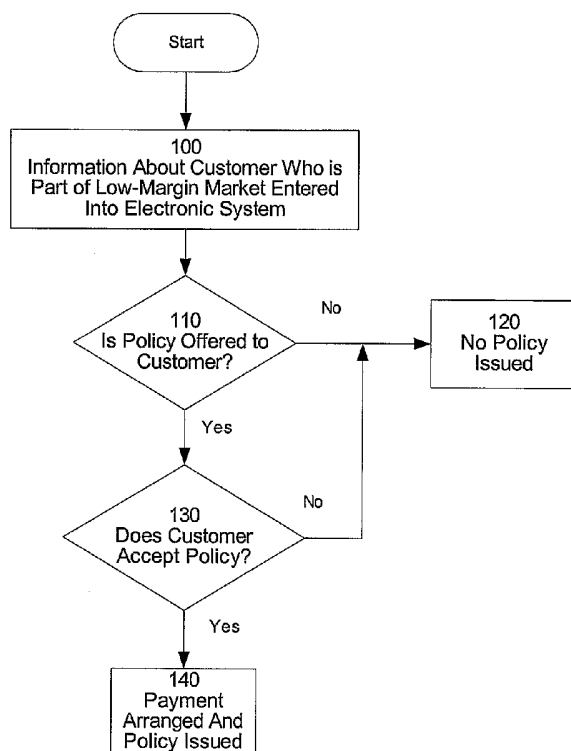 Start
100
Information About Customer Who is
Part of Low-Margin Market Entered
Into Electronic System
110
Is Policy Offered to
Customer?
No
120
No Policy
Issued
Yes
130
Does Customer
Accept Policy?
No
Yes
140
Payment
Arranged And
Policy Issued